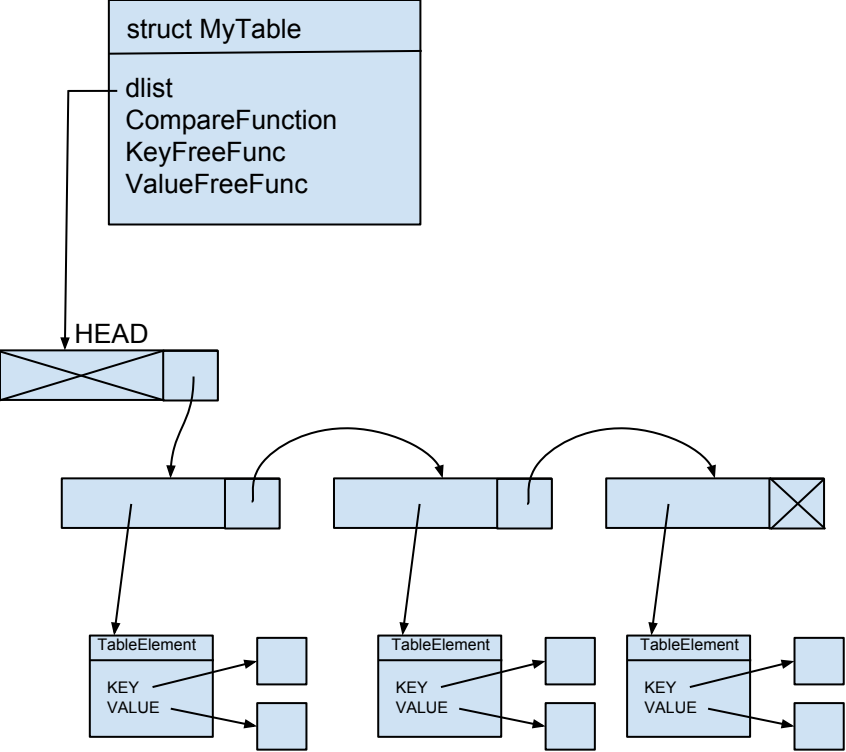 struct MyTable
dlist
CompareFunction
KeyFreeFunc
ValueFreeFunc
HEAD
TableElement
KEY
VALUE
TableElement
KEY
VALUE
TableElement
KEY
VALUE